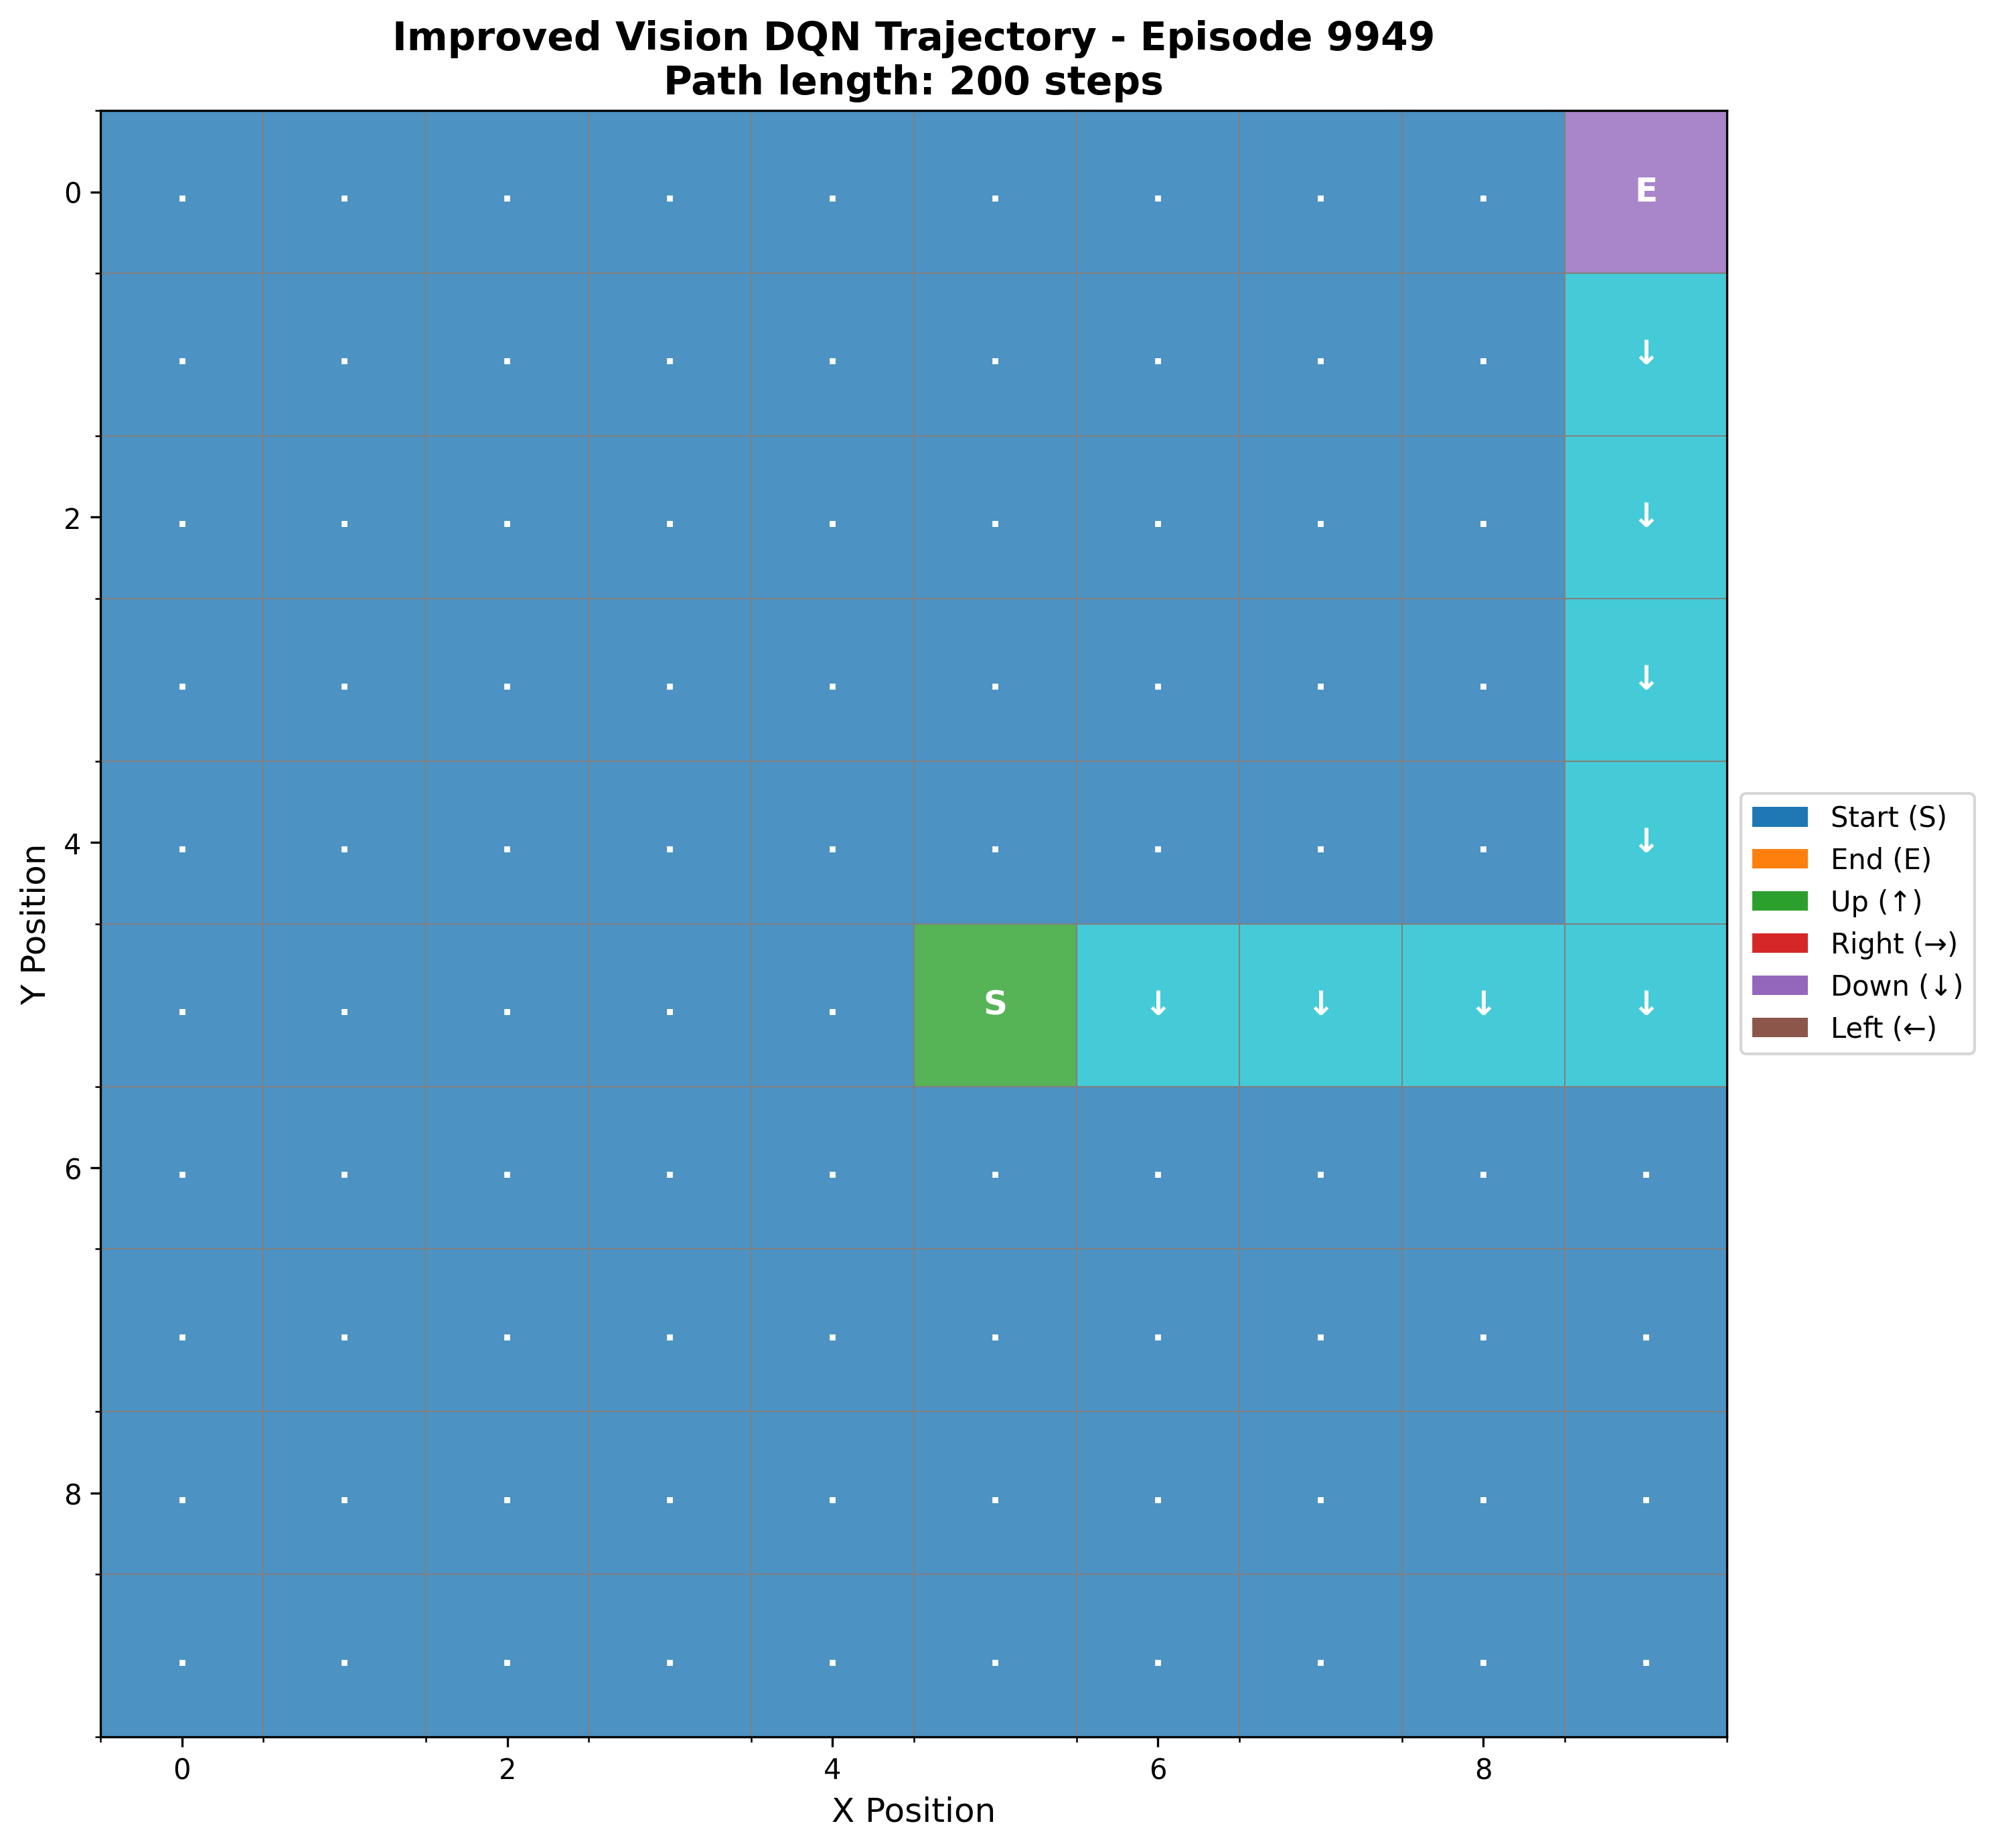 Improved Vision DQN Trajectory - Episode 9949
Path length: 200 steps
0
. . . . . . . . . E
. . . . . . . . . ↓
2
. . . . . . . . . ↓
. . . . . . . . . ↓
4
. . . . . . . . . ↓
. . . . . S ↓ ↓ ↓ ↓
6
. . . . . . . . . .
. . . . . . . . . .
8
. . . . . . . . . .
. . . . . . . . . .
Y Position
0 2 4 6 8
X Position
Start (S)
End (E)
Up (↑)
Right (→)
Down (↓)
Left (←)